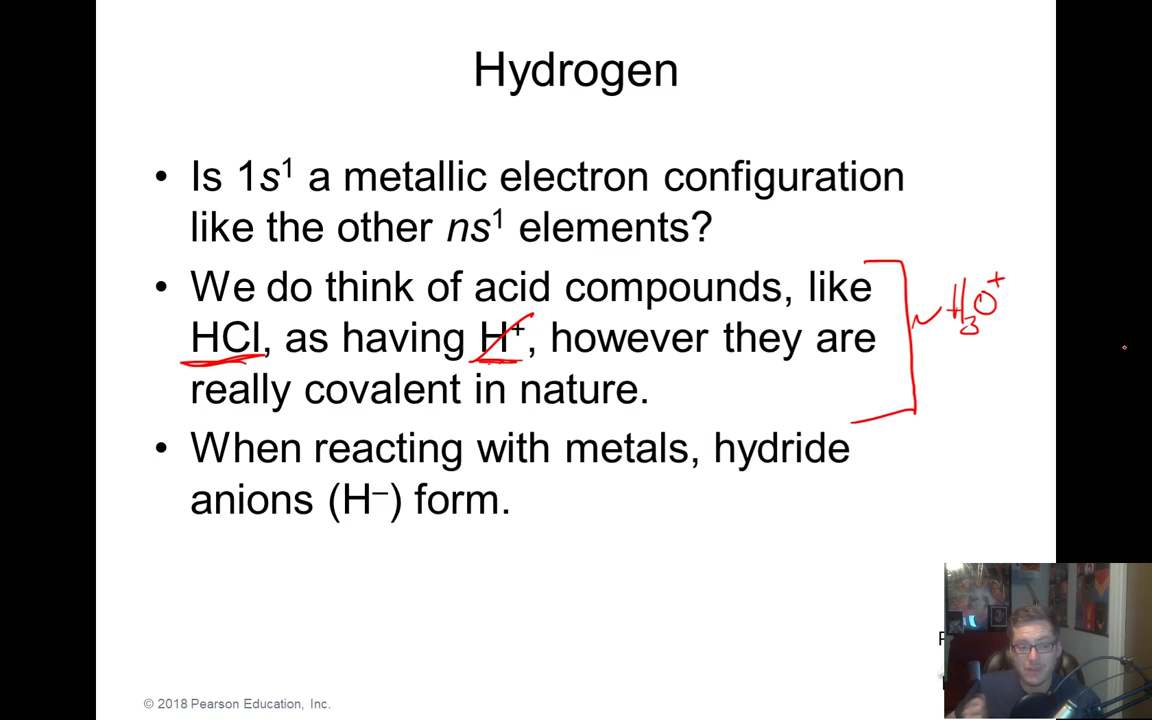 Hydrogen
• Is 1s¹ a metallic electron configuration
like the other ns¹ elements?
• We do think of acid compounds, like
HCl, as having H⁺, however they are
really covalent in nature.
H₃O⁺
• When reacting with metals, hydride
anions (H⁻) form.
© 2018 Pearson Education, Inc.